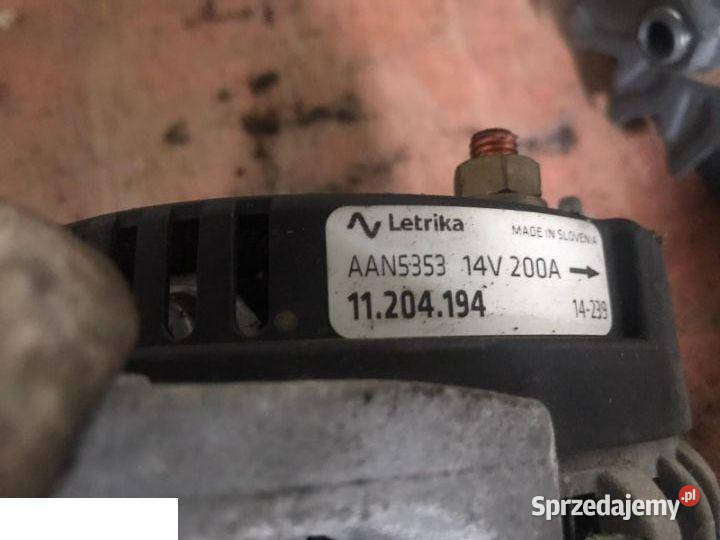 Letrika MADE IN SLOVENIA
AAN5353 14V 200A →
11.204.194 14-239
Sprzedajemy.pl